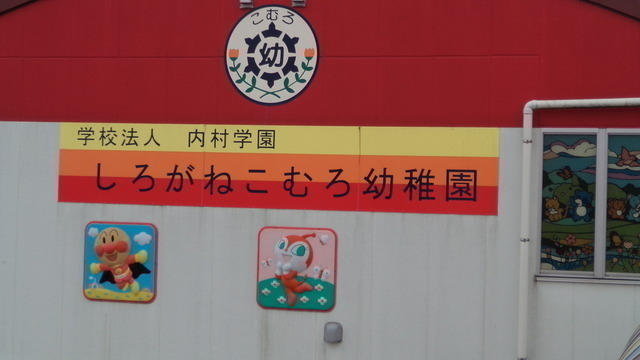 こむろ
幼
学校法人 内村学園
しろがねこむろ幼稚園